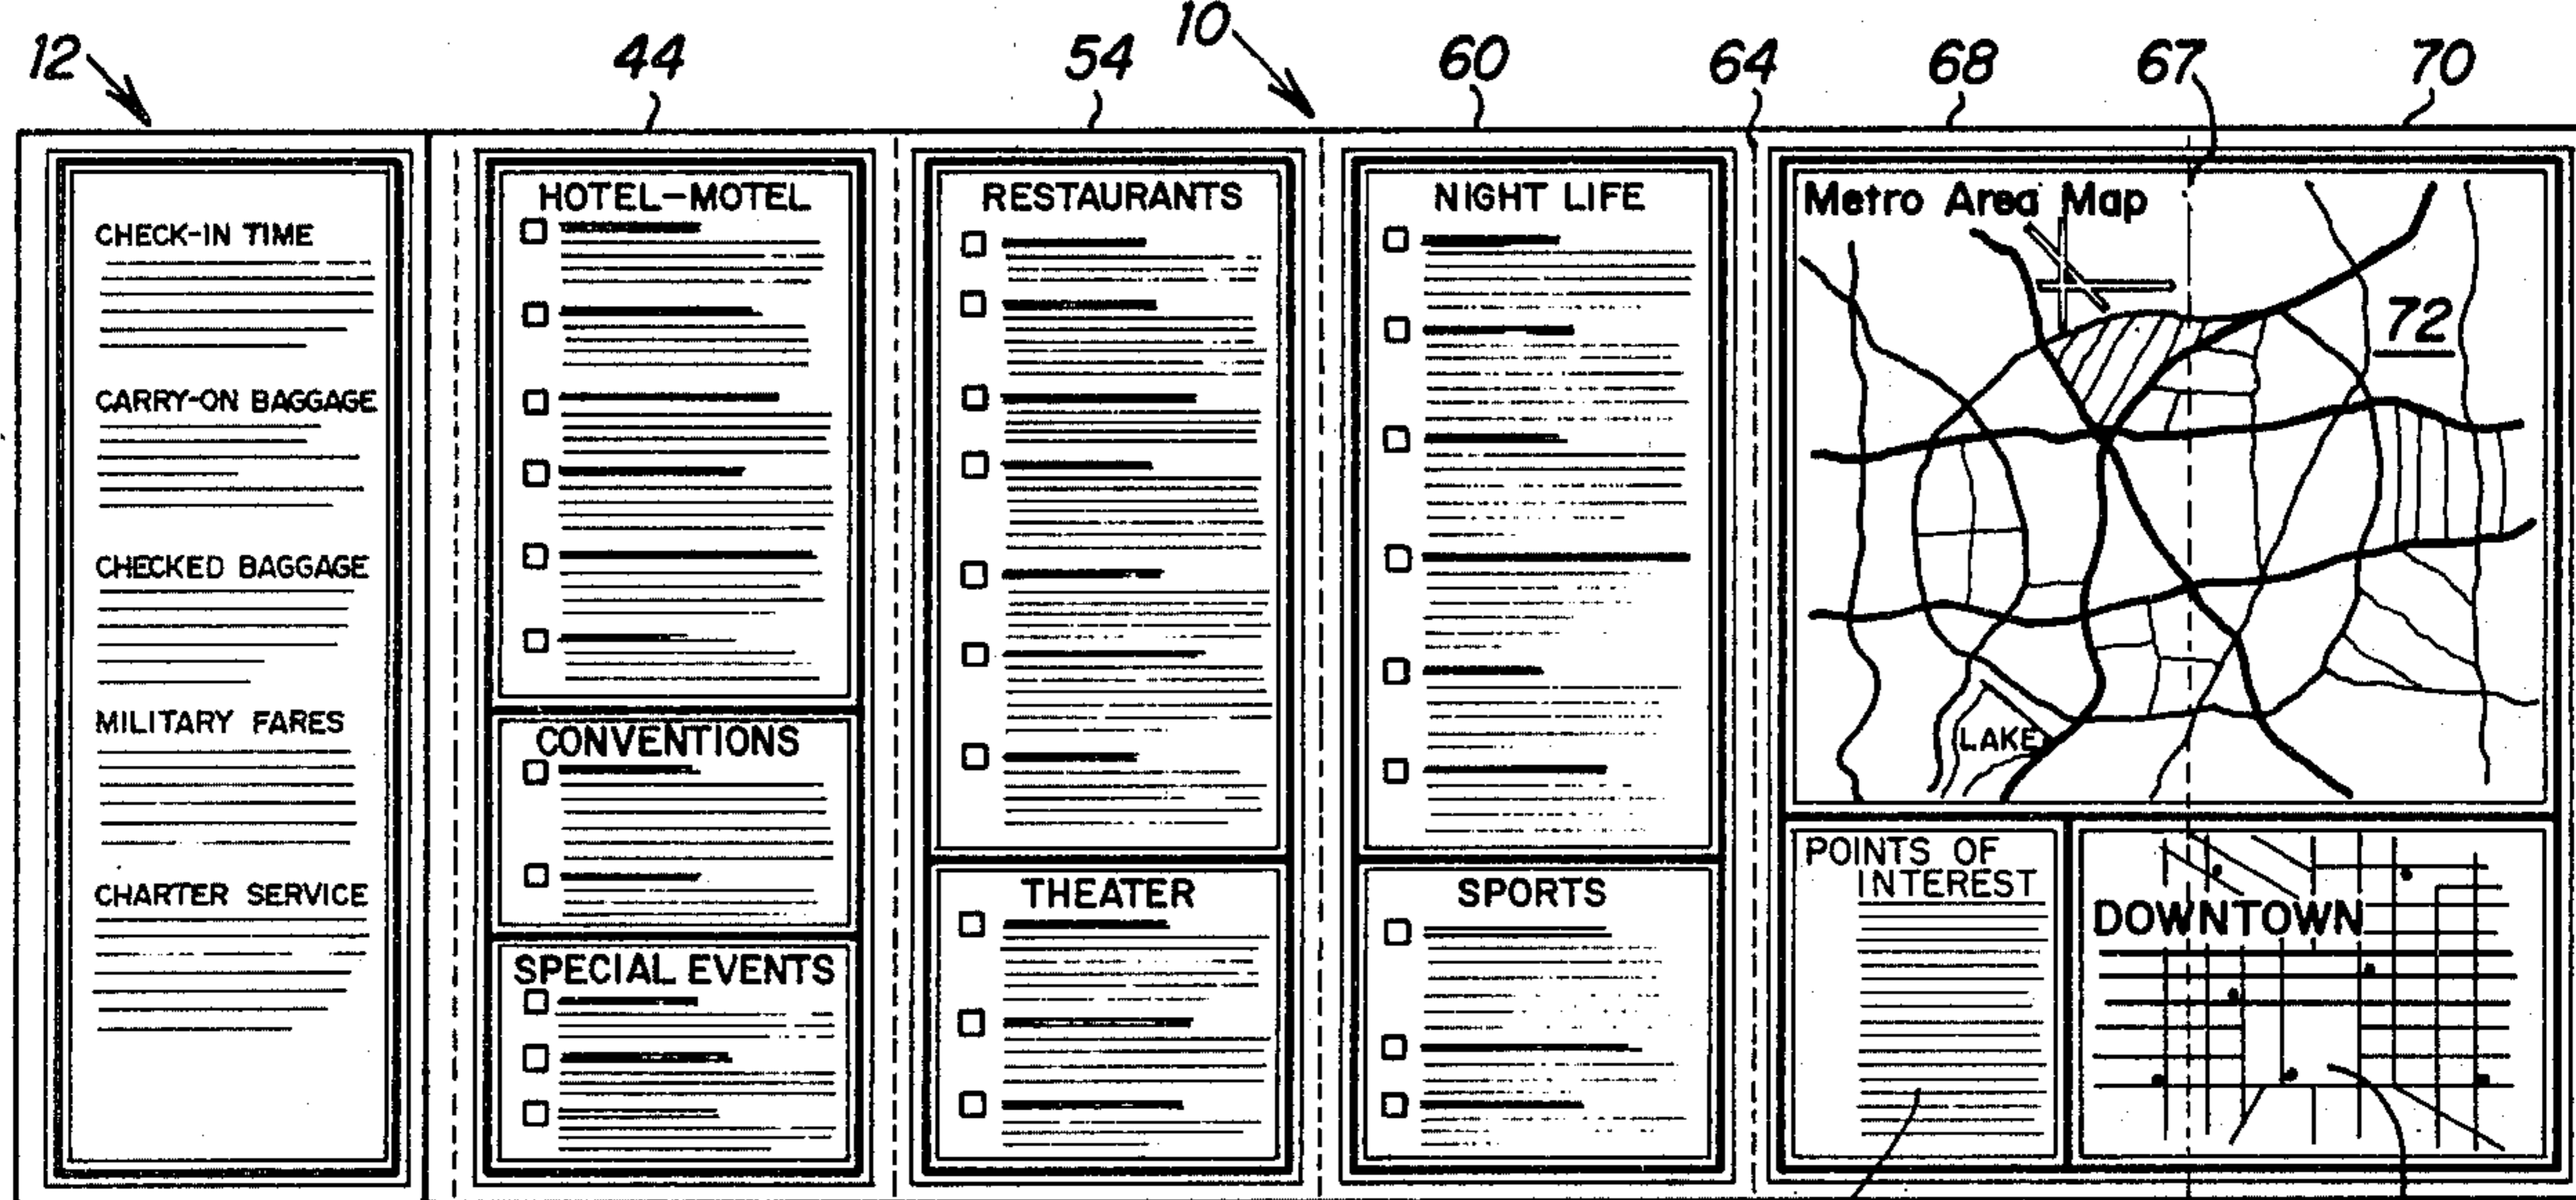 12
44
54
10
60
64
68
67
70
CHECK-IN TIME
CARRY-ON BAGGAGE
CHECKED BAGGAGE
MILITARY FARES
CHARTER SERVICE
HOTEL-MOTEL
CONVENTIONS
SPECIAL EVENTS
RESTAURANTS
THEATER
NIGHT LIFE
SPORTS
Metro Area Map
72
LAKE
POINTS OF
INTEREST
DOWNTOWN